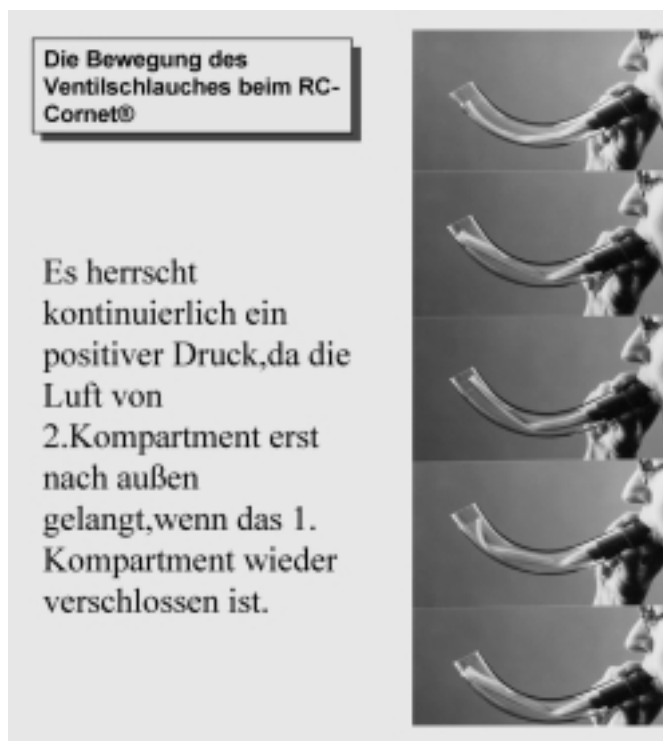 Die Bewegung des
Ventilschlauches beim RC-
Cornet®
Es herrscht
kontinuierlich ein
positiver Druck,da die
Luft von
2.Kompartment erst
nach außen
gelangt,wenn das 1.
Kompartment wieder
verschlossen ist.